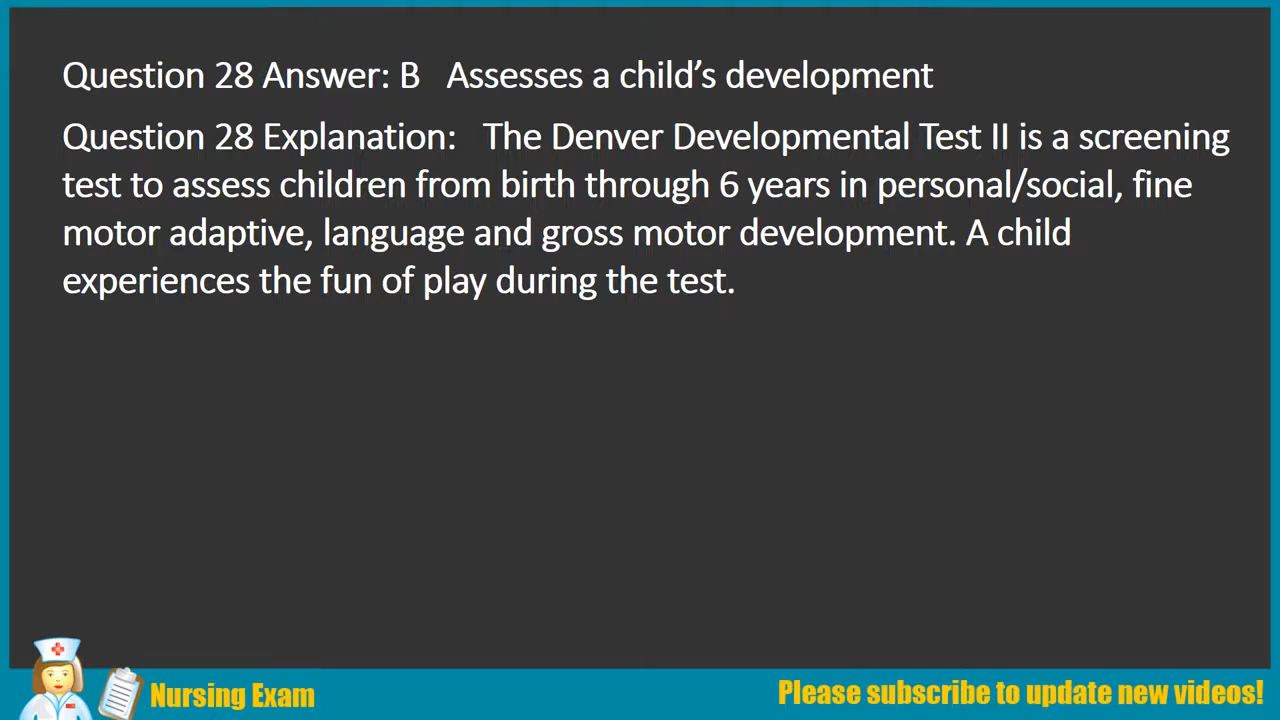 Question 28 Answer: B   Assesses a child’s development
Question 28 Explanation:   The Denver Developmental Test II is a screening
test to assess children from birth through 6 years in personal/social, fine
motor adaptive, language and gross motor development. A child
experiences the fun of play during the test.
Nursing Exam
Please subscribe to update new videos!